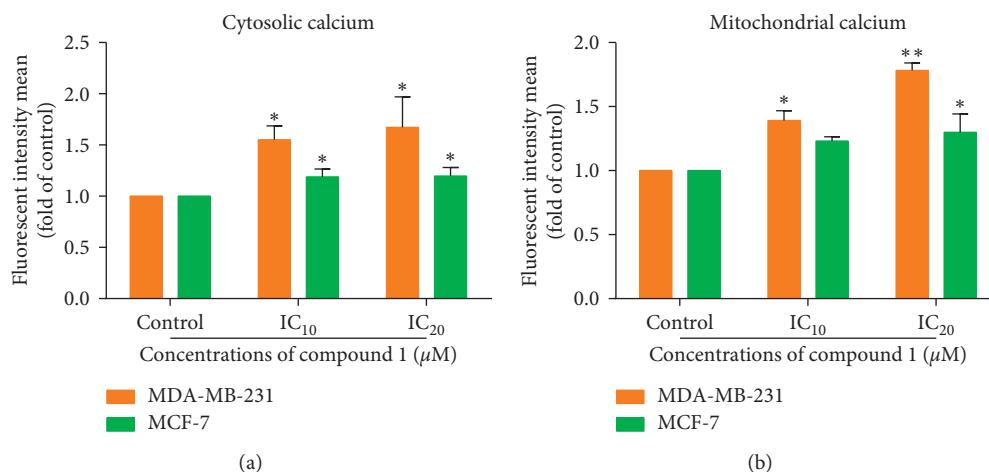 Cytosolic calcium
Fluorescent intensity mean
(fold of control)
2.5
2.0
1.5
1.0
0.5
0.0
*
*
*
*
Control
IC10
IC20
Concentrations of compound 1 (μM)
MDA-MB-231
MCF-7
(a)
Mitochondrial calcium
Fluorescent intensity mean
(fold of control)
2.0
1.5
1.0
0.5
0.0
*
**
*
Control
IC10
IC20
Concentrations of compound 1 (μM)
MDA-MB-231
MCF-7
(b)